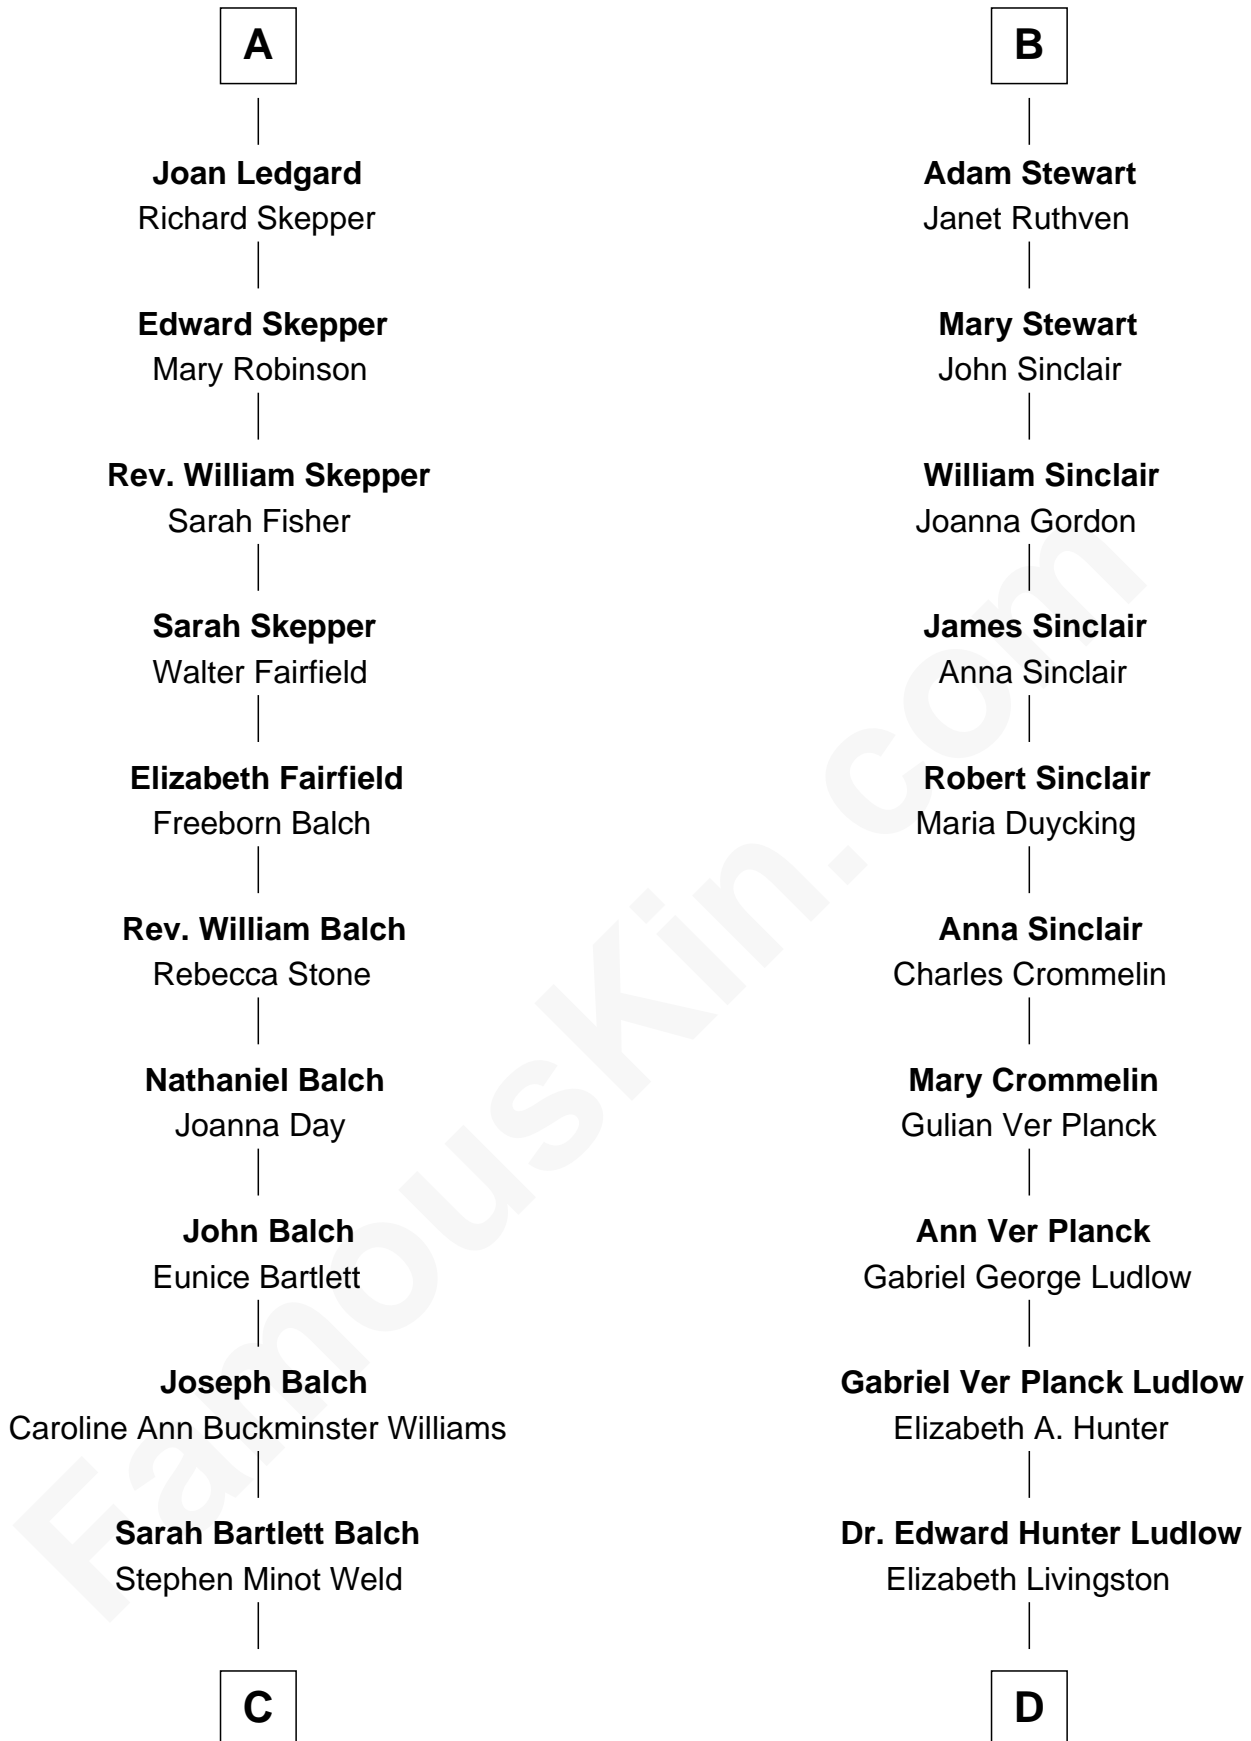 A
Joan Ledgard
Richard Skepper
Edward Skepper
Mary Robinson
Rev. William Skepper
Sarah Fisher
Sarah Skepper
Walter Fairfield
Elizabeth Fairfield
Freeborn Balch
Rev. William Balch
Rebecca Stone
Nathaniel Balch
Joanna Day
John Balch
Eunice Bartlett
Joseph Balch
Caroline Ann Buckminster Williams
Sarah Bartlett Balch
Stephen Minot Weld
C
B
Adam Stewart
Janet Ruthven
Mary Stewart
John Sinclair
William Sinclair
Joanna Gordon
James Sinclair
Anna Sinclair
Robert Sinclair
Maria Duycking
Anna Sinclair
Charles Crommelin
Mary Crommelin
Gulian Ver Planck
Ann Ver Planck
Gabriel George Ludlow
Gabriel Ver Planck Ludlow
Elizabeth A. Hunter
Dr. Edward Hunter Ludlow
Elizabeth Livingston
D
FamousKin.com